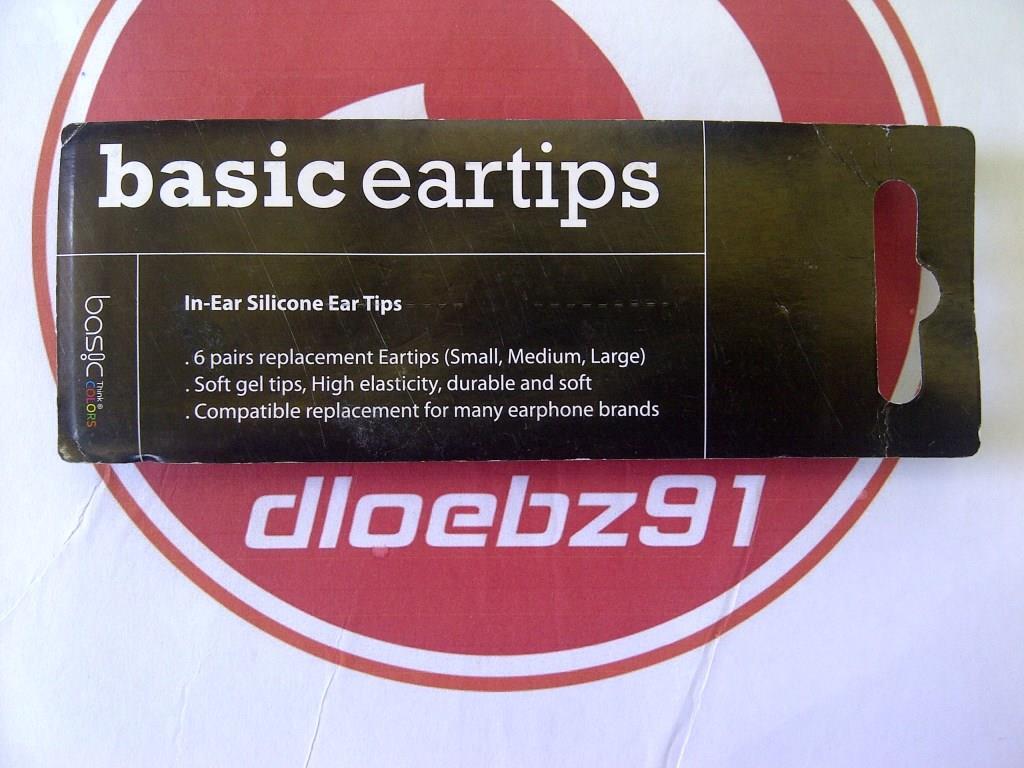 basic eartips
In-Ear Silicone Ear Tips
. 6 pairs replacement Eartips (Small, Medium, Large)
. Soft gel tips, High elasticity, durable and soft
. Compatible replacement for many earphone brands
basic
Think®
COLORS
dloebz91